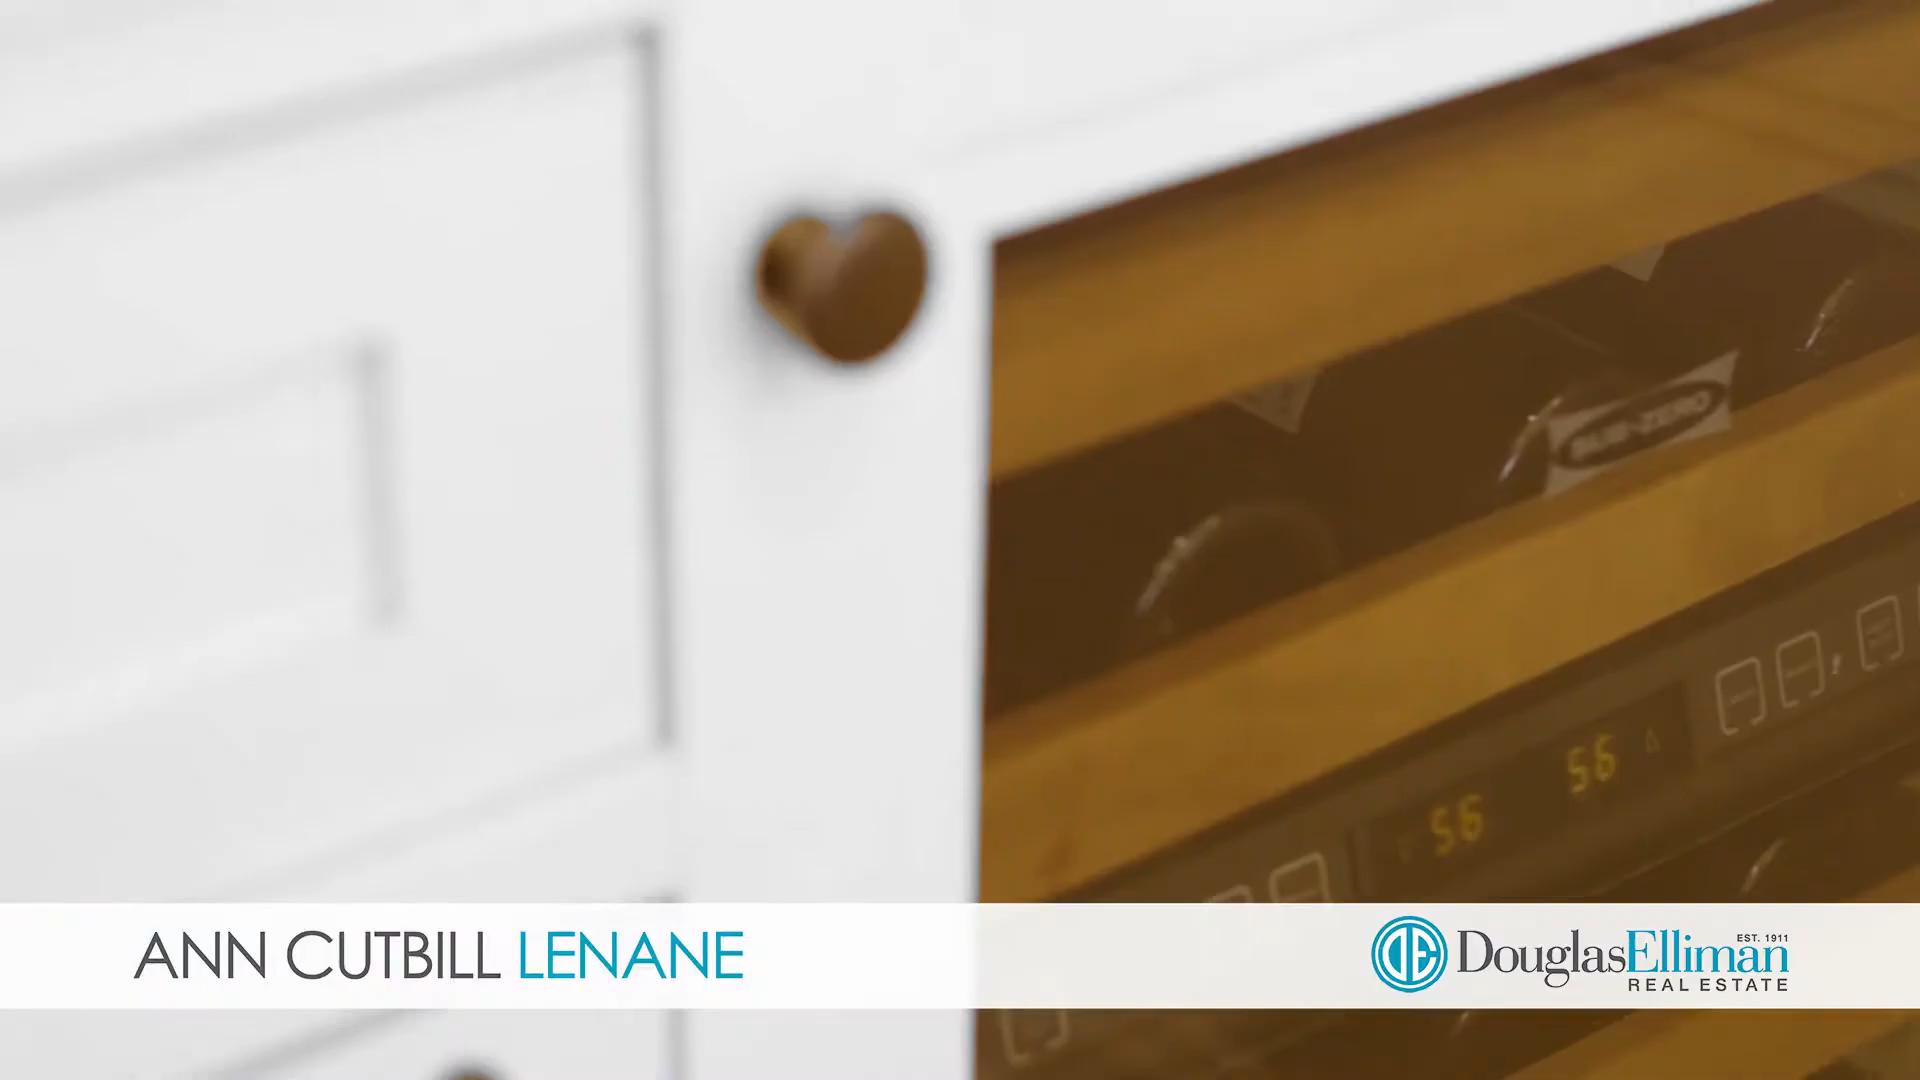 SUB-ZERO
56
56
ANN CUTBILL LENANE
EST. 1911
DouglasElliman
REAL ESTATE